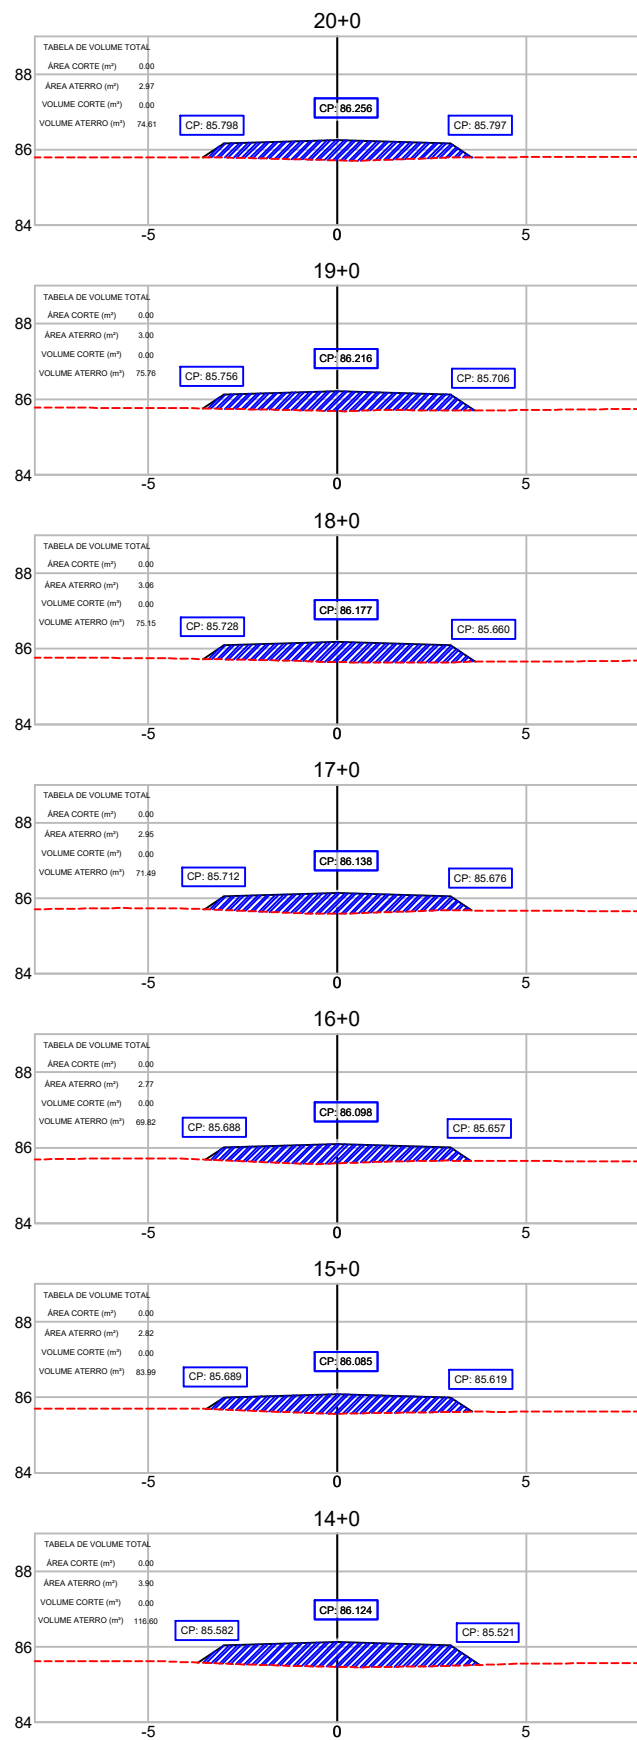 20+0
TABELA DE VOLUME TOTAL
ÁREA CORTE (m²) 0.00
ÁREA ATERRO (m²) 2.97
VOLUME CORTE (m³) 0.00
VOLUME ATERRO (m³) 74.61
88
86
84
CP: 85.798
CP: 86.256
CP: 85.797
-5 0 5
19+0
TABELA DE VOLUME TOTAL
ÁREA CORTE (m²) 0.00
ÁREA ATERRO (m²) 3.00
VOLUME CORTE (m³) 0.00
VOLUME ATERRO (m³) 75.76
88
86
84
CP: 85.756
CP: 86.216
CP: 85.706
-5 0 5
18+0
TABELA DE VOLUME TOTAL
ÁREA CORTE (m²) 0.00
ÁREA ATERRO (m²) 3.06
VOLUME CORTE (m³) 0.00
VOLUME ATERRO (m³) 75.15
88
86
84
CP: 85.728
CP: 86.177
CP: 85.660
-5 0 5
17+0
TABELA DE VOLUME TOTAL
ÁREA CORTE (m²) 0.00
ÁREA ATERRO (m²) 2.95
VOLUME CORTE (m³) 0.00
VOLUME ATERRO (m³) 71.49
88
86
84
CP: 85.712
CP: 86.138
CP: 85.676
-5 0 5
16+0
TABELA DE VOLUME TOTAL
ÁREA CORTE (m²) 0.00
ÁREA ATERRO (m²) 2.77
VOLUME CORTE (m³) 0.00
VOLUME ATERRO (m³) 69.82
88
86
84
CP: 85.688
CP: 86.098
CP: 85.657
-5 0 5
15+0
TABELA DE VOLUME TOTAL
ÁREA CORTE (m²) 0.00
ÁREA ATERRO (m²) 2.82
VOLUME CORTE (m³) 0.00
VOLUME ATERRO (m³) 83.99
88
86
84
CP: 85.689
CP: 86.085
CP: 85.619
-5 0 5
14+0
TABELA DE VOLUME TOTAL
ÁREA CORTE (m²) 0.00
ÁREA ATERRO (m²) 3.90
VOLUME CORTE (m³) 0.00
VOLUME ATERRO (m³) 116.60
88
86
84
CP: 85.582
CP: 86.124
CP: 85.521
-5 0 5